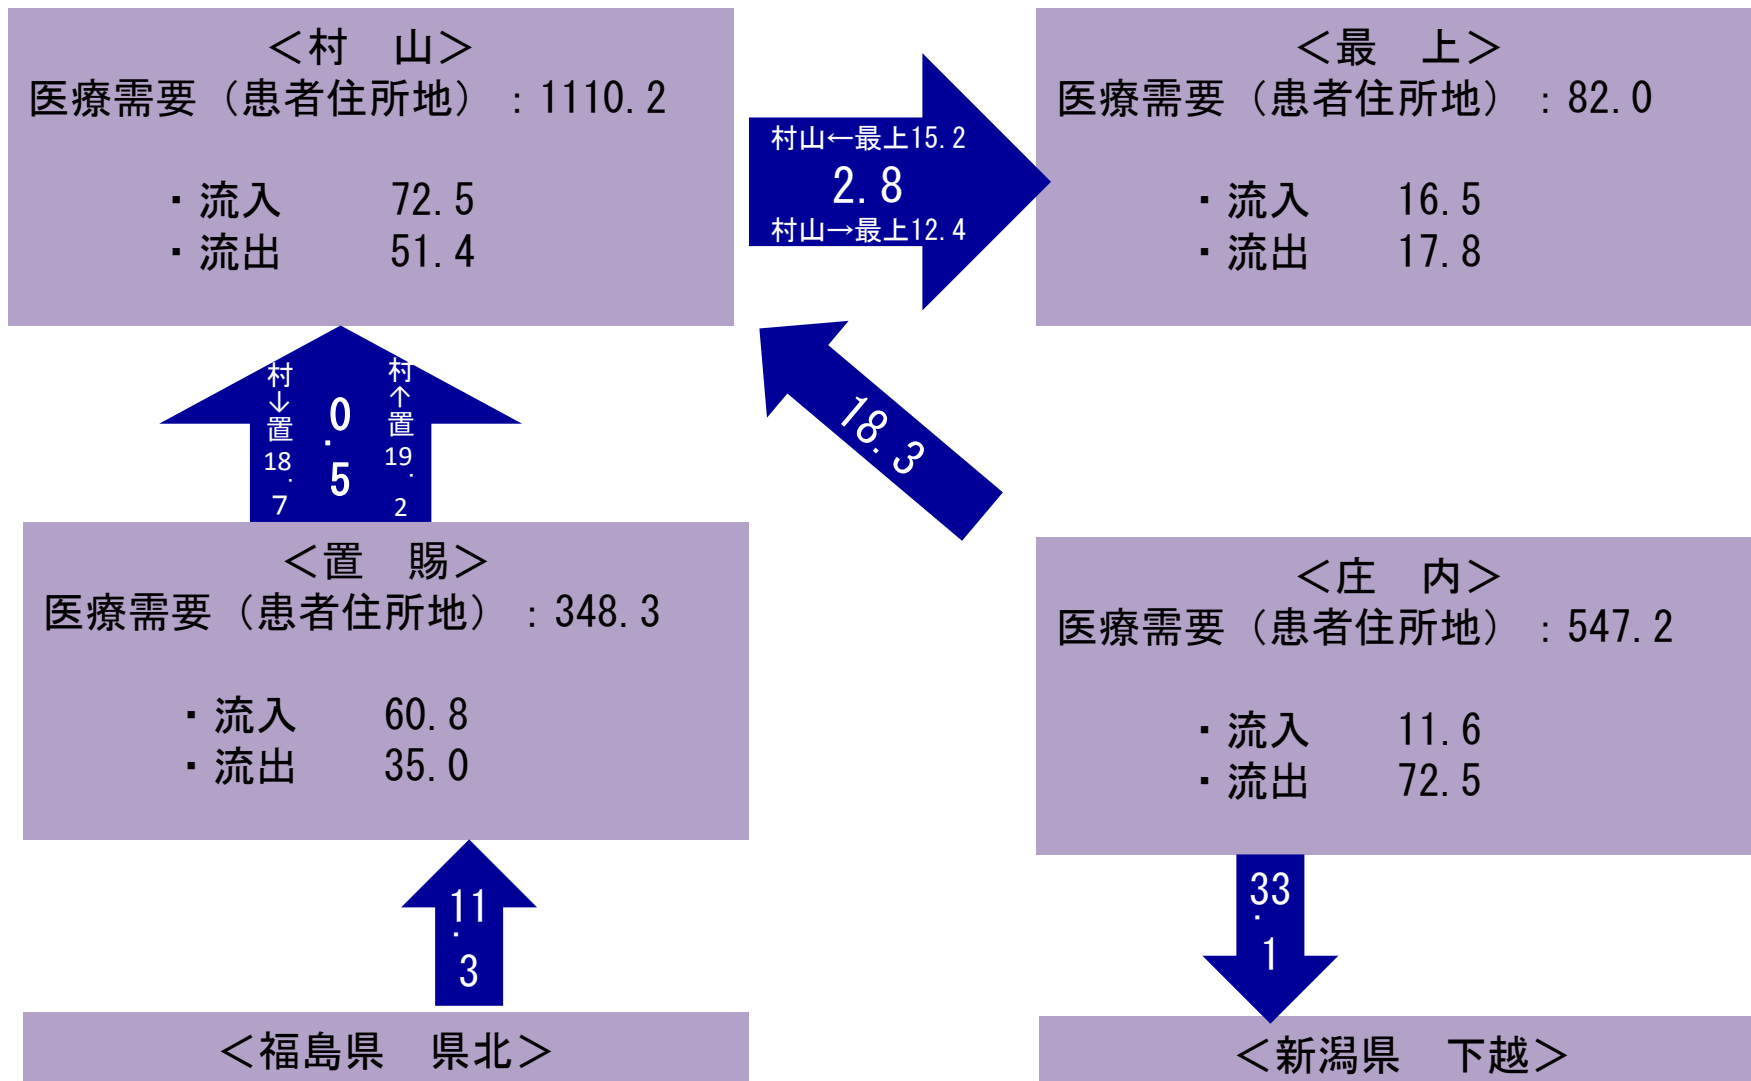 ＜村　山＞
医療需要（患者住所地）：1110.2
・流入　72.5
・流出　51.4
村山←最上15.2
2.8
村山→最上12.4
＜最　上＞
医療需要（患者住所地）：82.0
・流入　16.5
・流出　17.8
村↓置18.7
0.5
村↑置19.2
18.3
＜置　賜＞
医療需要（患者住所地）：348.3
・流入　60.8
・流出　35.0
＜庄　内＞
医療需要（患者住所地）：547.2
・流入　11.6
・流出　72.5
11.3
33.1
＜福島県　県北＞
＜新潟県　下越＞